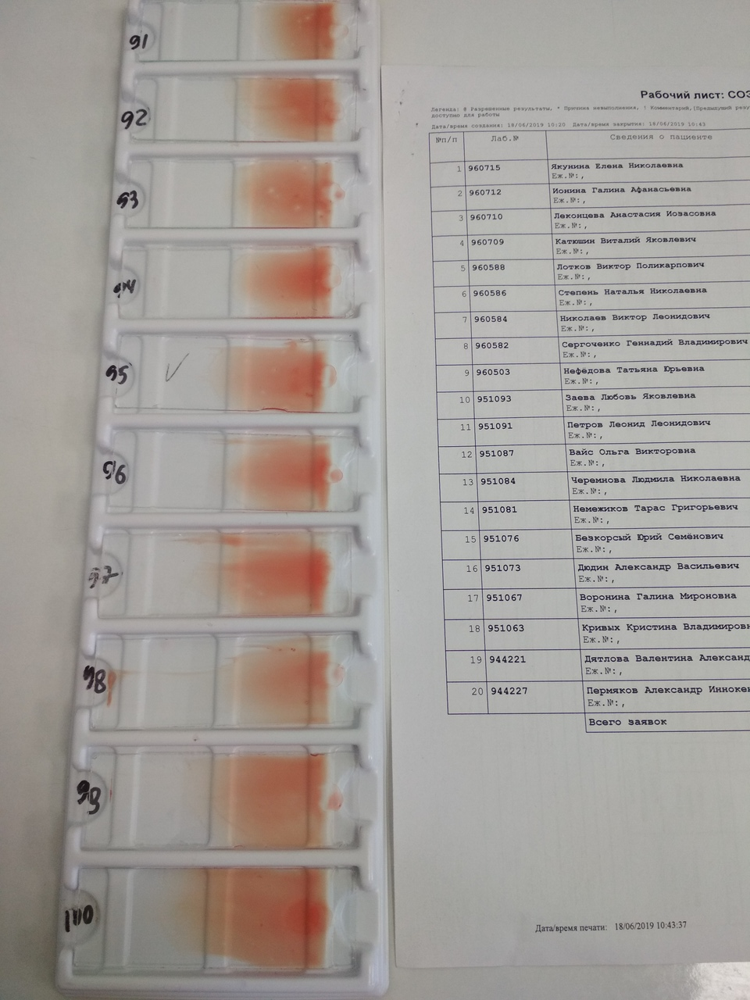 91
92
93
94
95
96
97
98
99
100
Рабочий лист: СОЭ
Легенда: @ Разрешенные результаты, * Причина невыполнения, ! Комментарий,
доступно для работы
Дата/время создания: 18/06/2019 10:20 Дата/время закрытия: 18/06/2019 10:43
№п/п Лаб.№ Сведения о пациенте
1 960715 Якунина Елена Николаевна
Еж.№:,
2 960712 Ионина Галина Афанасьевна
Еж.№:,
3 960710 Леконцева Анастасия Иозасовна
Еж.№:,
4 960709 Катюшин Виталий Яковлевич
Еж.№:,
5 960588 Лотков Виктор Поликарпович
Еж.№:,
6 960586 Степень Наталья Николаевна
Еж.№:,
7 960584 Николаев Виктор Леонидович
Еж.№:,
8 960582 Сергоченко Геннадий Владимирович
Еж.№:,
9 960503 Нефёдова Татьяна Юрьевна
Еж.№:,
10 951093 Заева Любовь Яковлевна
Еж.№:,
11 951091 Петров Леонид Леонидович
Еж.№:,
12 951087 Вайс Ольга Викторовна
Еж.№:,
13 951084 Черемнова Людмила Николаевна
Еж.№:,
14 951081 Немежиков Тарас Григорьевич
Еж.№:,
15 951076 Безкорсый Юрий Семёнович
Еж.№:,
16 951073 Дюдин Александр Васильевич
Еж.№:,
17 951067 Воронина Галина Мироновна
Еж.№:,
18 951063 Кривых Кристина Владимировн
Еж.№:,
19 944221 Дятлова Валентина Александ
Еж.№:,
20 944227 Пермяков Александр Иннокен
Еж.№:,
Всего заявок
Дата/время печати: 18/06/2019 10:43:37